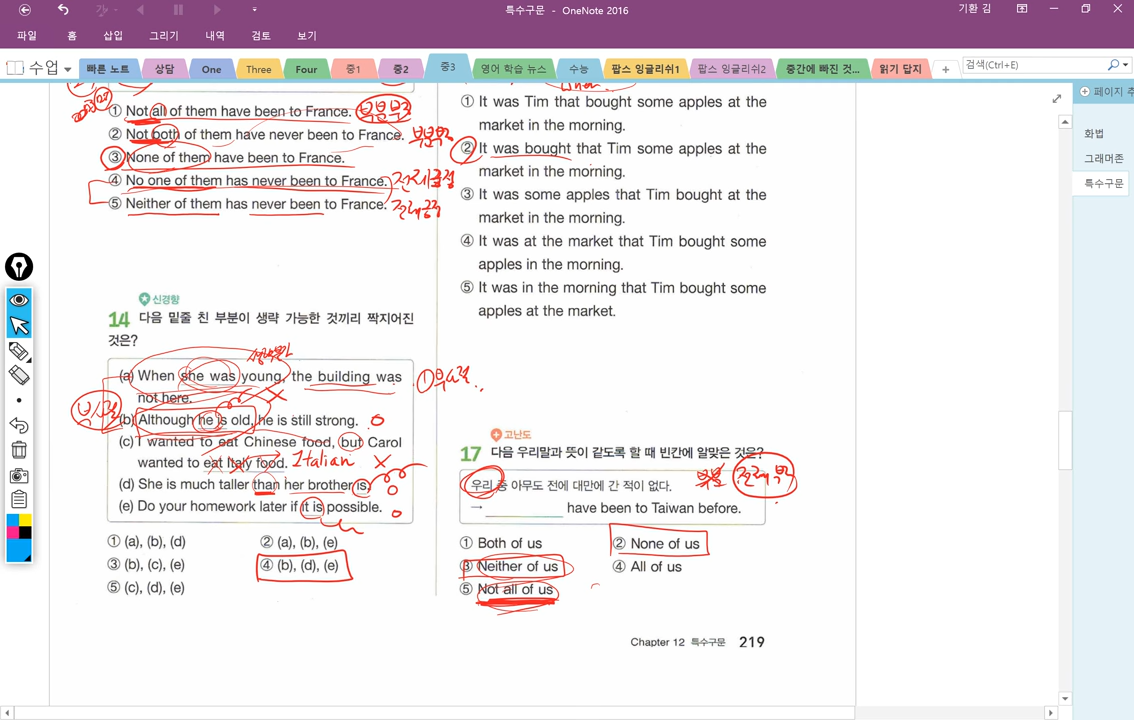 특수구문 - OneNote 2016
기환 김
파일 홈 삽입 그리기 내역 검토 보기
수업 빠른 노트 상담 One Three Four 중1 중2 중3 영어 학습 뉴스 수능 팝스 잉글리쉬1 팝스 잉글리쉬2 중간에 빠진 것... 읽기 답지 + 검색(Ctrl+E)
페이지 추
화법
그래머존
특수구문
① Not all of them have been to France. 부분부정
② Not both of them have never been to France. 부분부정
③ None of them have been to France.
④ No one of them has never been to France. 전체긍정
⑤ Neither of them has never been to France. 전체긍정
신경향
14 다음 밑줄 친 부분이 생략 가능한 것끼리 짝지어진
것은?
(a) When she was young, the building was
not here.
(b) Although he is old, he is still strong.
(c) I wanted to eat Chinese food, but Carol
wanted to eat Italy food. Italian
(d) She is much taller than her brother is.
(e) Do your homework later if it is possible.
① (a), (b), (d) ② (a), (b), (e)
③ (b), (c), (e) ④ (b), (d), (e)
⑤ (c), (d), (e)
① It was Tim that bought some apples at the
market in the morning.
② It was bought that Tim some apples at the
market in the morning.
③ It was some apples that Tim bought at the
market in the morning.
④ It was at the market that Tim bought some
apples in the morning.
⑤ It was in the morning that Tim bought some
apples at the market.
고난도
17 다음 우리말과 뜻이 같도록 할 때 빈칸에 알맞은 것은?
우리 중 아무도 전에 대만에 간 적이 없다. 부분 전체부정
→ ____________ have been to Taiwan before.
① Both of us ② None of us
③ Neither of us ④ All of us
⑤ Not all of us
Chapter 12 특수구문 219